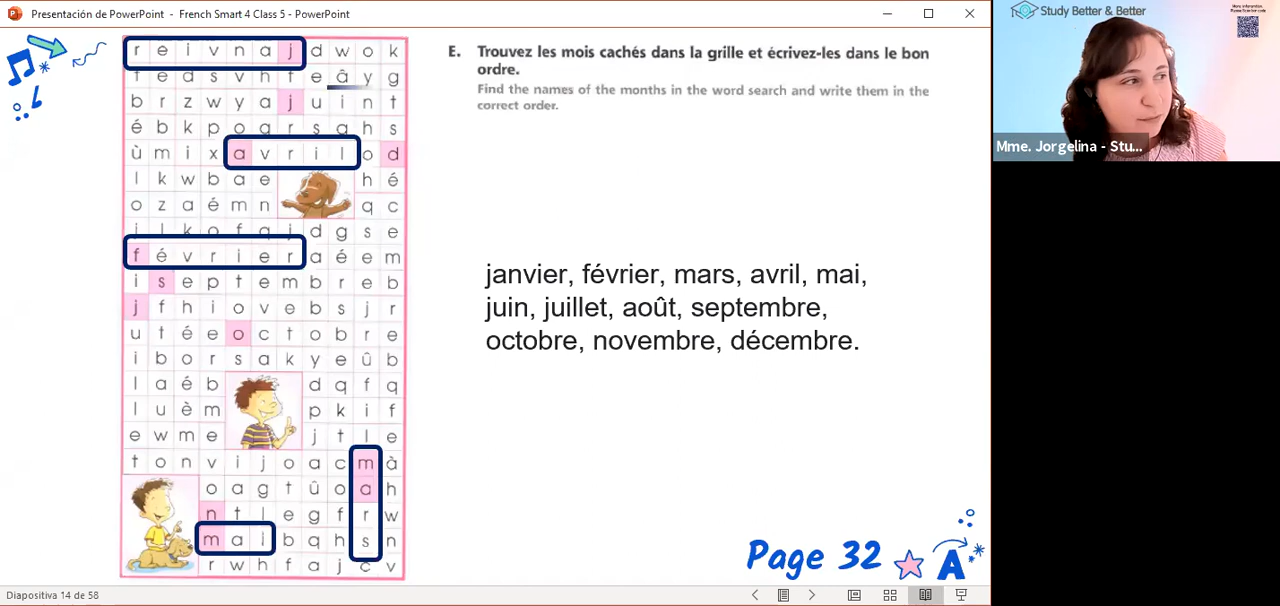 Presentación de PowerPoint - French Smart 4 Class 5 - PowerPoint
Study Better & Better
Mme. Jorgelina - Stu...
E. Trouvez les mois cachés dans la grille et écrivez-les dans le bon
ordre.
Find the names of the months in the word search and write them in the
correct order.
r e i v n a j d w o k
f e d s v h f e â y g
b r z w y a j u i n t
é b k p o a r s a h s
ù m i x a v r i l o d
l k w b a e h é
o z a é m n q c
j l k o f a j d g s e
f é v r i e r a é e m
i s e p t e m b r e b
j f h i o v e b s j r
u t é e o c t o b r e
i b o r s a k y e û b
l a é b d q f q
l u è m p k i f
e w m e j t l e
t o n v i j o a c m à
o a g t û o a h
n t l e g f r w
m a i b q h s n
r w h f a j c v
janvier, février, mars, avril, mai,
juin, juillet, août, septembre,
octobre, novembre, décembre.
Page 32
A
Diapositiva 14 de 58